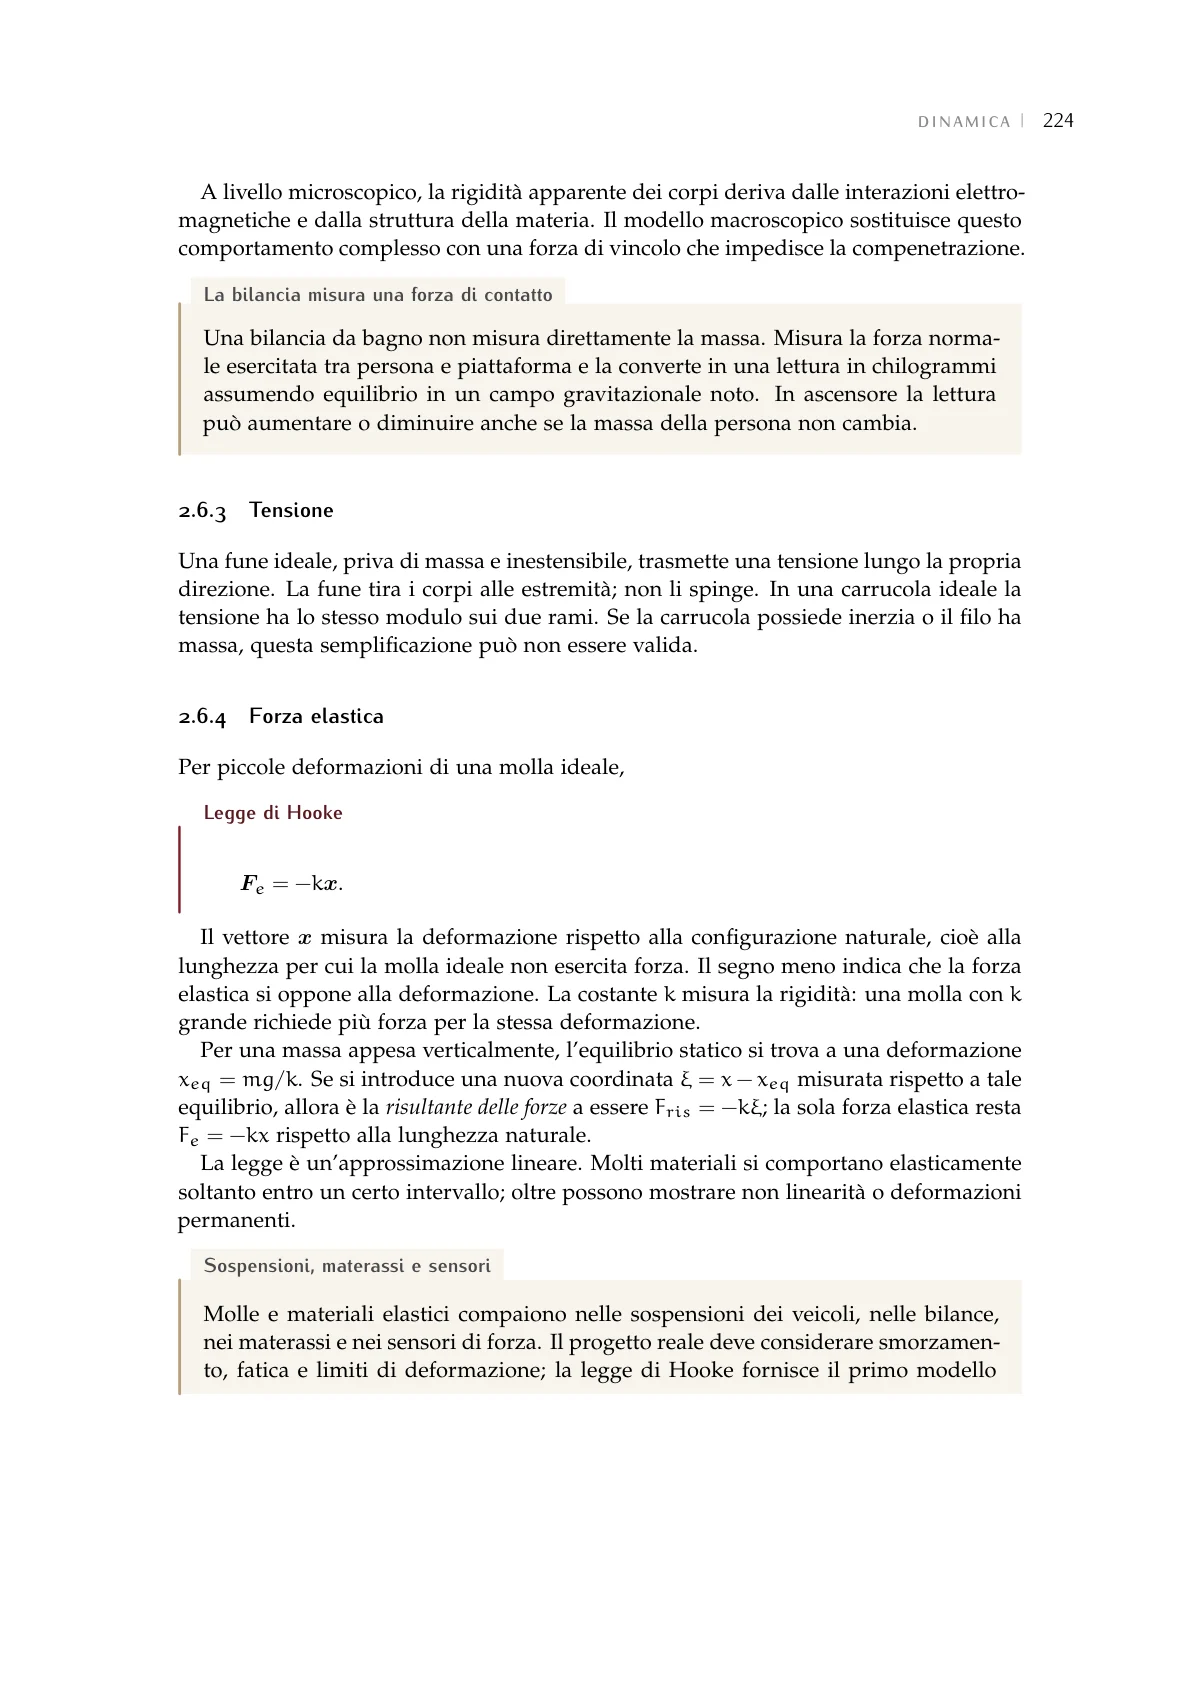 DINAMICA | 224
A livello microscopico, la rigidità apparente dei corpi deriva dalle interazioni elettro-
magnetiche e dalla struttura della materia. Il modello macroscopico sostituisce questo
comportamento complesso con una forza di vincolo che impedisce la compenetrazione.
La bilancia misura una forza di contatto
Una bilancia da bagno non misura direttamente la massa. Misura la forza norma-
le esercitata tra persona e piattaforma e la converte in una lettura in chilogrammi
assumendo equilibrio in un campo gravitazionale noto. In ascensore la lettura
può aumentare o diminuire anche se la massa della persona non cambia.
2.6.3 Tensione
Una fune ideale, priva di massa e inestensibile, trasmette una tensione lungo la propria
direzione. La fune tira i corpi alle estremità; non li spinge. In una carrucola ideale la
tensione ha lo stesso modulo sui due rami. Se la carrucola possiede inerzia o il filo ha
massa, questa semplificazione può non essere valida.
2.6.4 Forza elastica
Per piccole deformazioni di una molla ideale,
Legge di Hooke
Fe = −kx.
Il vettore x misura la deformazione rispetto alla configurazione naturale, cioè alla
lunghezza per cui la molla ideale non esercita forza. Il segno meno indica che la forza
elastica si oppone alla deformazione. La costante k misura la rigidità: una molla con k
grande richiede più forza per la stessa deformazione.
Per una massa appesa verticalmente, l'equilibrio statico si trova a una deformazione
xeq = mg/k. Se si introduce una nuova coordinata ξ = x − xeq misurata rispetto a tale
equilibrio, allora è la risultante delle forze a essere Fris = −kξ; la sola forza elastica resta
Fe = −kx rispetto alla lunghezza naturale.
La legge è un'approssimazione lineare. Molti materiali si comportano elasticamente
soltanto entro un certo intervallo; oltre possono mostrare non linearità o deformazioni
permanenti.
Sospensioni, materassi e sensori
Molle e materiali elastici compaiono nelle sospensioni dei veicoli, nelle bilance,
nei materassi e nei sensori di forza. Il progetto reale deve considerare smorzamen-
to, fatica e limiti di deformazione; la legge di Hooke fornisce il primo modello